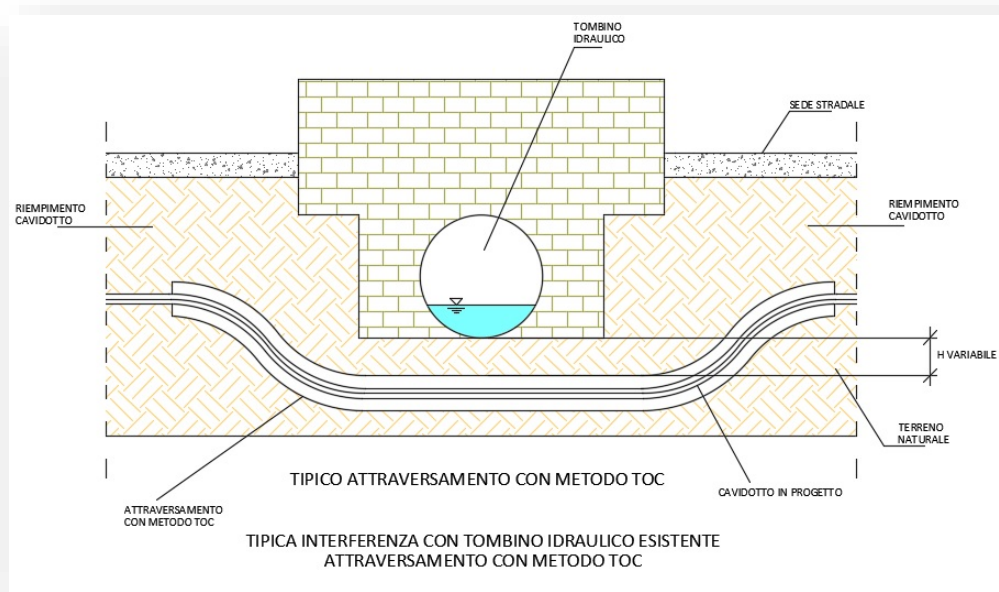 TOMBINO
IDRAULICO
SEDE STRADALE
RIEMPIMENTO
CAVIDOTTO
RIEMPIMENTO
CAVIDOTTO
H VARIABILE
TERRENO
NATURALE
TIPICO ATTRAVERSAMENTO CON METODO TOC
CAVIDOTTO IN PROGETTO
ATTRAVERSAMENTO
CON METODO TOC
TIPICA INTERFERENZA CON TOMBINO IDRAULICO ESISTENTE
ATTRAVERSAMENTO CON METODO TOC